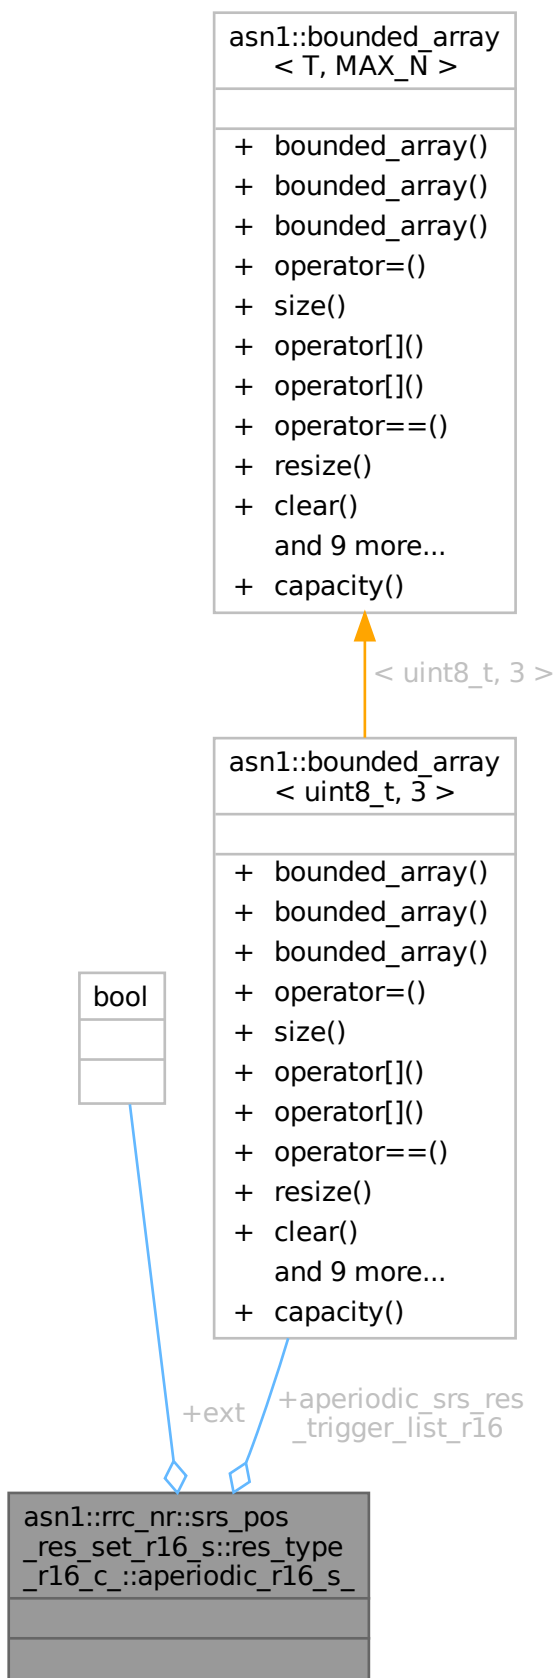 asn1::bounded_array
< T, MAX_N >
+ bounded_array()
+ bounded_array()
+ bounded_array()
+ operator=()
+ size()
+ operator[]()
+ operator[]()
+ operator==()
+ resize()
+ clear()
and 9 more...
+ capacity()
< uint8_t, 3 >
asn1::bounded_array
< uint8_t, 3 >
+ bounded_array()
+ bounded_array()
+ bounded_array()
+ operator=()
+ size()
+ operator[]()
+ operator[]()
+ operator==()
+ resize()
+ clear()
and 9 more...
+ capacity()
bool
+ext
+aperiodic_srs_res
_trigger_list_r16
asn1::rrc_nr::srs_pos
_res_set_r16_s::res_type
_r16_c_::aperiodic_r16_s_